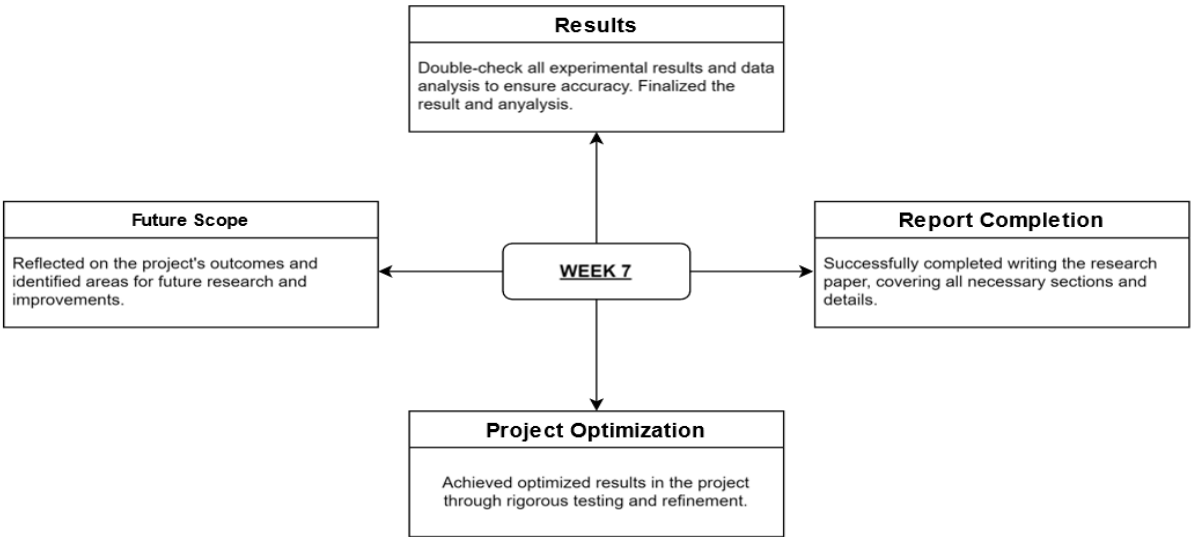 Results
Double-check all experimental results and data
analysis to ensure accuracy. Finalized the
result and anyalysis.
Future Scope
Reflected on the project's outcomes and
identified areas for future research and
improvements.
WEEK 7
Report Completion
Successfully completed writing the research
paper, covering all necessary sections and
details.
Project Optimization
Achieved optimized results in the project
through rigorous testing and refinement.